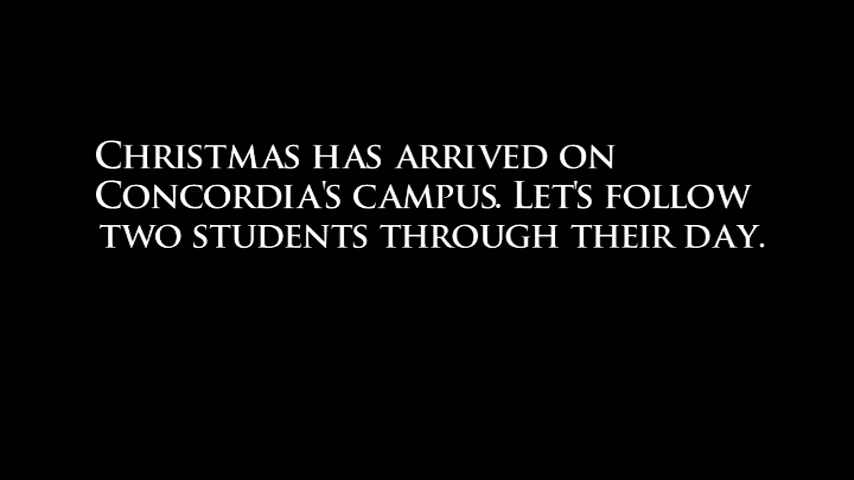 Christmas has arrived on
Concordia's campus. Let's follow
two students through their day.